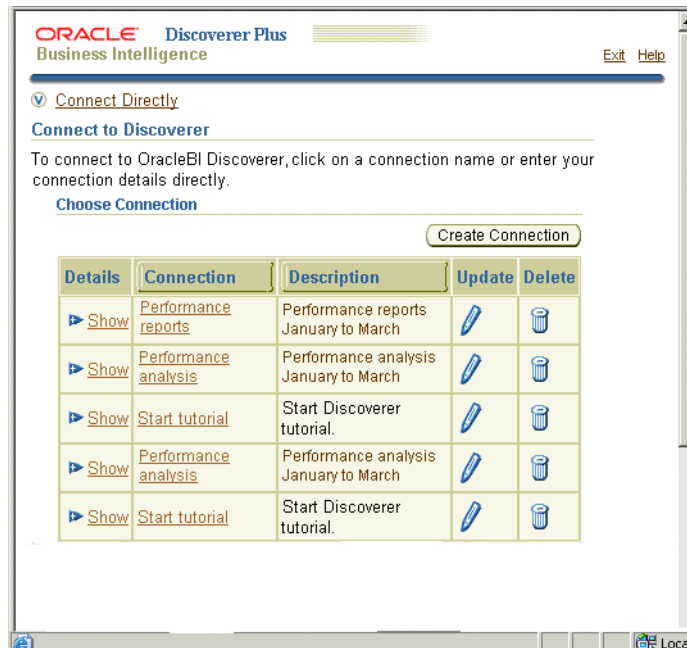 ORACLE Discoverer Plus
Business Intelligence
Exit Help
Connect Directly
Connect to Discoverer
To connect to OracleBI Discoverer, click on a connection name or enter your
connection details directly.
Choose Connection
Create Connection
Details Connection Description Update Delete
Show Performance reports Performance reports January to March
Show Performance analysis Performance analysis January to March
Show Start tutorial Start Discoverer tutorial.
Show Performance analysis Performance analysis January to March
Show Start tutorial Start Discoverer tutorial.